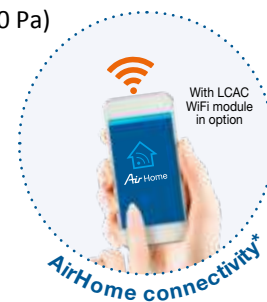 0 Pa)
With LCAC
WiFi module
in option
Air Home
AirHome connectivity*